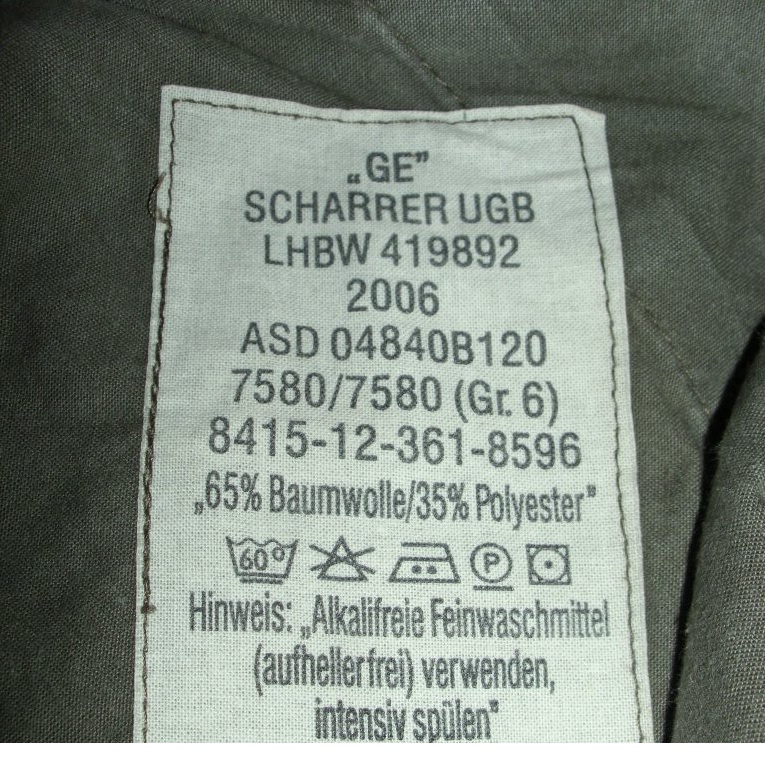 „GE”
SCHARRER UGB
LHBW 419892
2006
ASD 04840B120
7580/7580 (Gr. 6)
8415-12-361-8596
„65% Baumwolle/35% Polyester"
60° P
Hinweis: „Alkalifreie Feinwaschmittel
(aufhellerfrei) verwenden,
intensiv spülen"